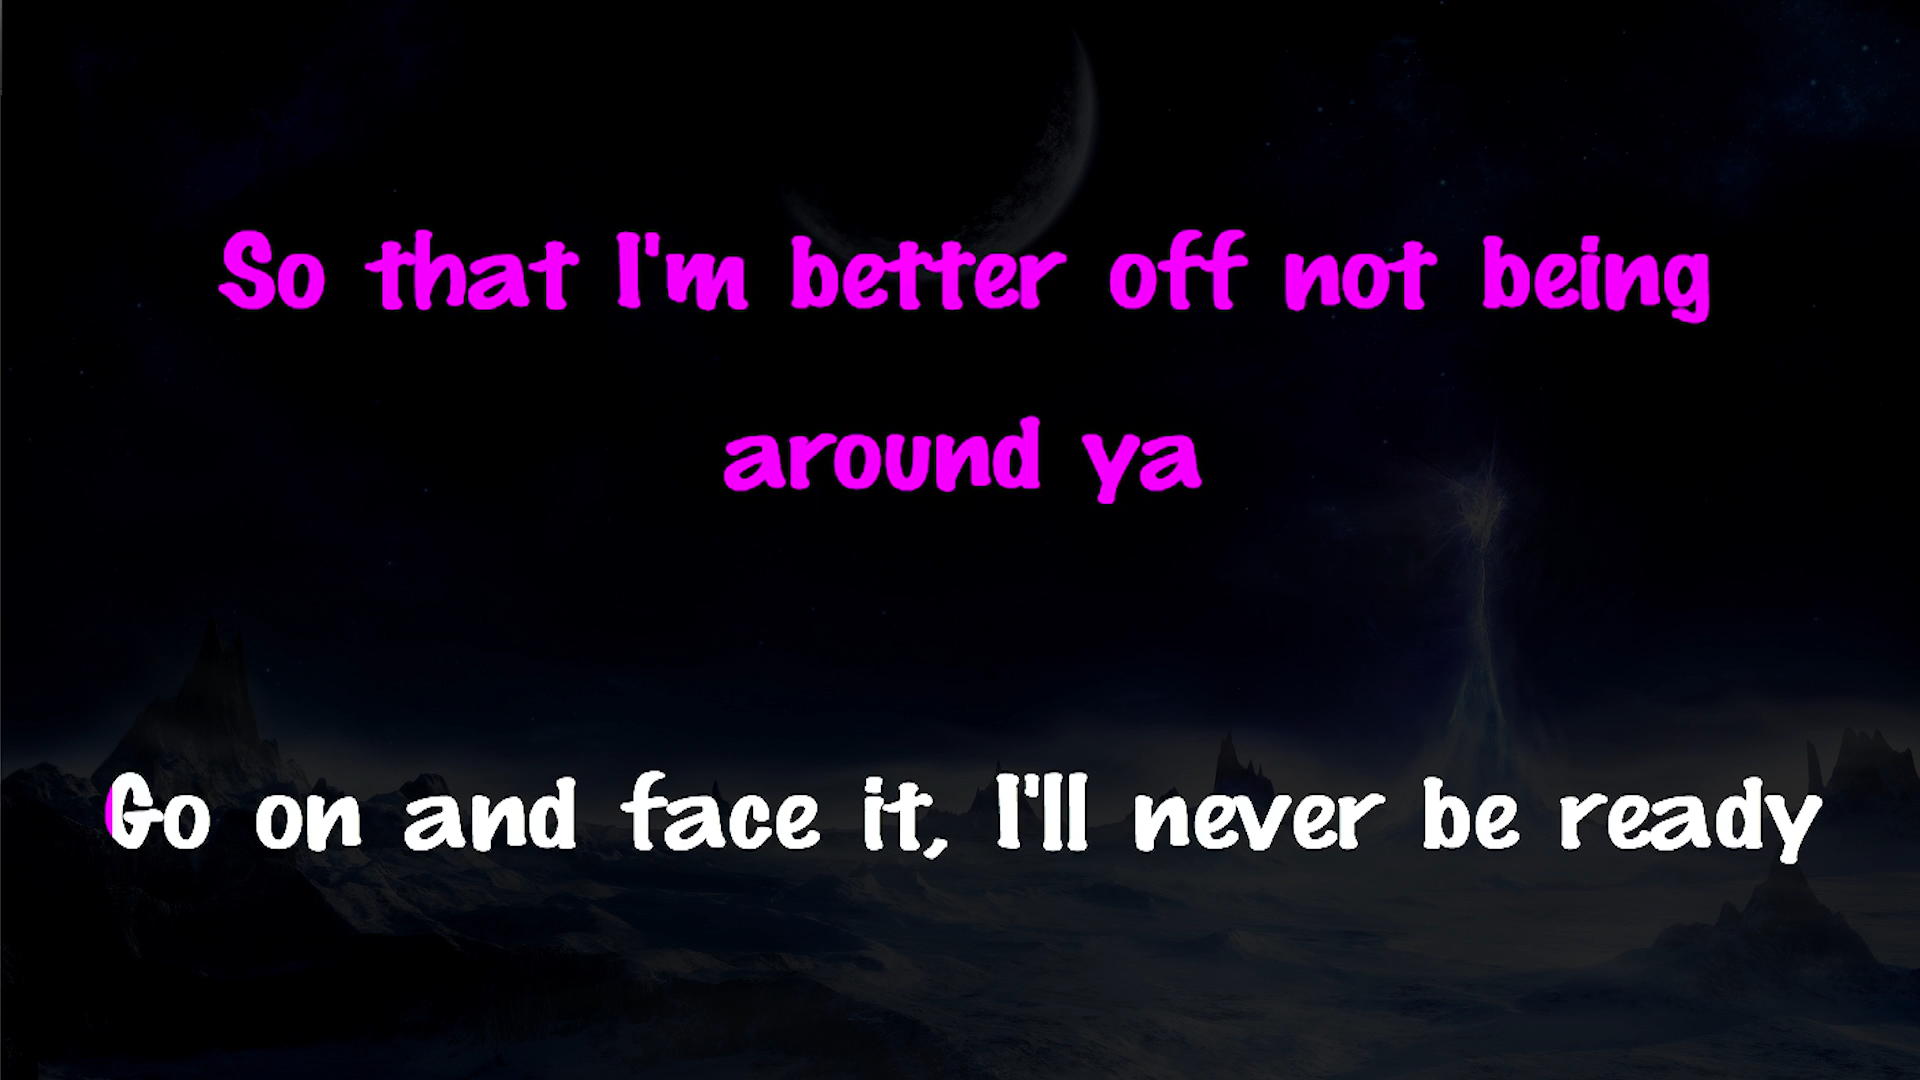 So that I'm better off not being
around ya
Go on and face it, I'll never be ready